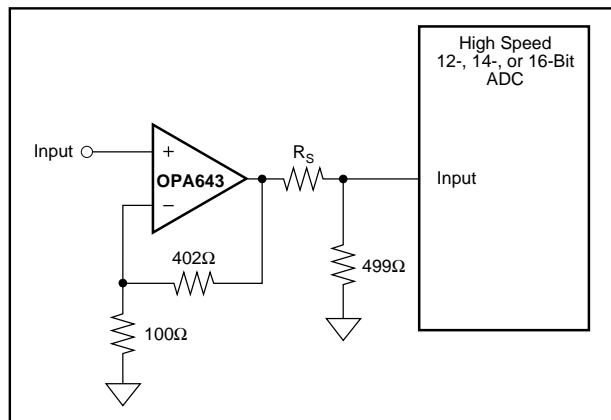 High Speed
12-, 14-, or 16-Bit
ADC
Input
+
OPA643
−
R_S
Input
402Ω
499Ω
100Ω